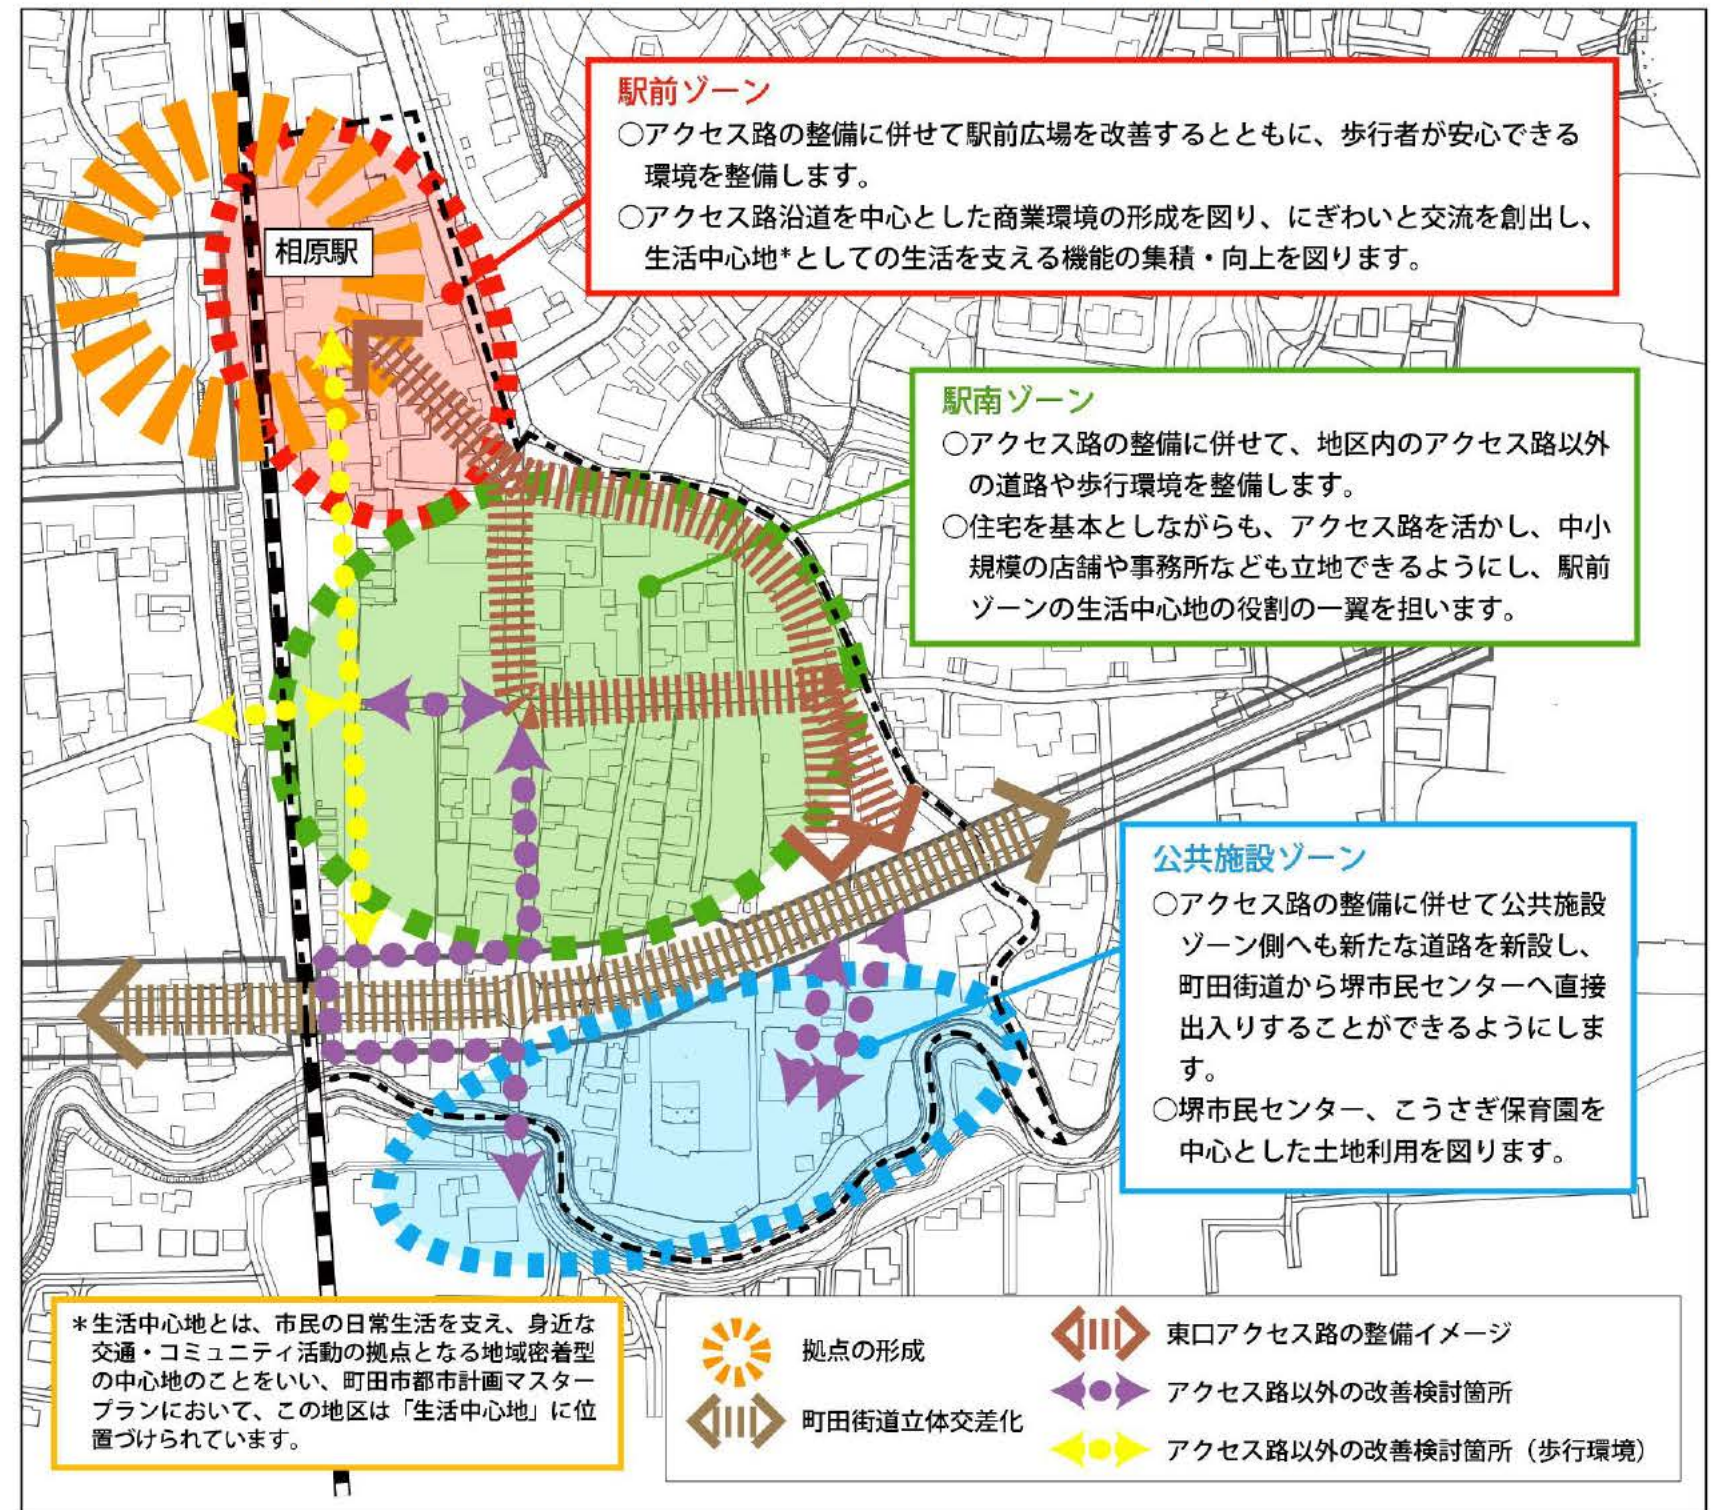 駅前ゾーン
○アクセス路の整備に併せて駅前広場を改善するとともに、歩行者が安心できる
環境を整備します。
○アクセス路沿道を中心とした商業環境の形成を図り、にぎわいと交流を創出し、
生活中心地*としての生活を支える機能の集積・向上を図ります。
相原駅
駅南ゾーン
○アクセス路の整備に併せて、地区内のアクセス路以外
の道路や歩行環境を整備します。
○住宅を基本としながらも、アクセス路を活かし、中小
規模の店舗や事務所なども立地できるようにし、駅前
ゾーンの生活中心地の役割の一翼を担います。
公共施設ゾーン
○アクセス路の整備に併せて公共施設
ゾーン側へも新たな道路を新設し、
町田街道から堺市民センターへ直接
出入りすることができるようにしま
す。
○堺市民センター、こうさぎ保育園を
中心とした土地利用を図ります。
＊生活中心地とは、市民の日常生活を支え、身近な
交通・コミュニティ活動の拠点となる地域密着型
の中心地のことをいい、町田市都市計画マスター
プランにおいて、この地区は「生活中心地」に位
置づけられています。
拠点の形成
町田街道立体交差化
東口アクセス路の整備イメージ
アクセス路以外の改善検討箇所
アクセス路以外の改善検討箇所（歩行環境）